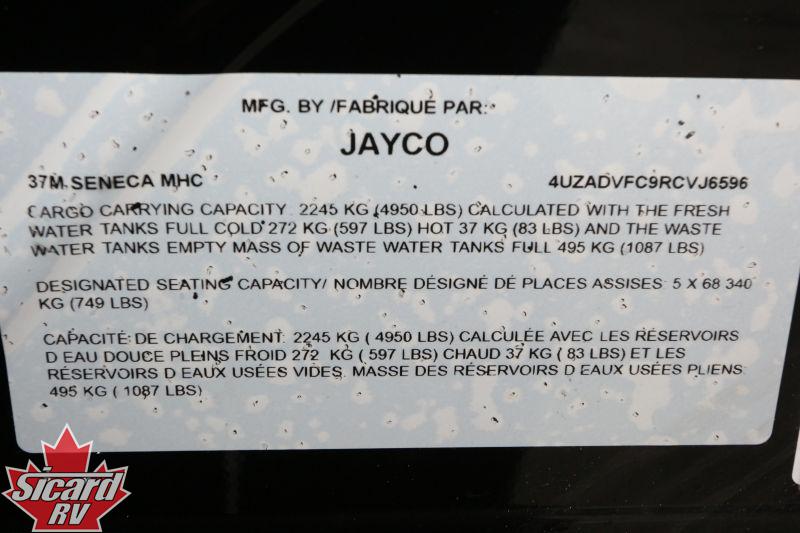 MFG. BY /FABRIQUÉ PAR:
JAYCO
37M SENECA MHC 4UZADVFC9RCVJ6596
CARGO CARRYING CAPACITY 2245 KG (4950 LBS) CALCULATED WITH THE FRESH
WATER TANKS FULL COLD 272 KG (597 LBS) HOT 37 KG (83 LBS) AND THE WASTE
WATER TANKS EMPTY MASS OF WASTE WATER TANKS FULL 495 KG (1087 LBS)
DESIGNATED SEATING CAPACITY/ NOMBRE DÉSIGNÉ DE PLACES ASSISES 5 X 68 340
KG (749 LBS)
CAPACITÉ DE CHARGEMENT 2245 KG ( 4950 LBS) CALCULÉE AVEC LES RÉSERVOIRS
D EAU DOUCE PLEINS FROID 272 KG ( 597 LBS) CHAUD 37 KG ( 83 LBS) ET LES
RÉSERVOIRS D EAUX USÉES VIDES. MASSE DES RÉSERVOIRS D EAUX USÉES PLIENS
495 KG ( 1087 LBS)
Sicard
RV